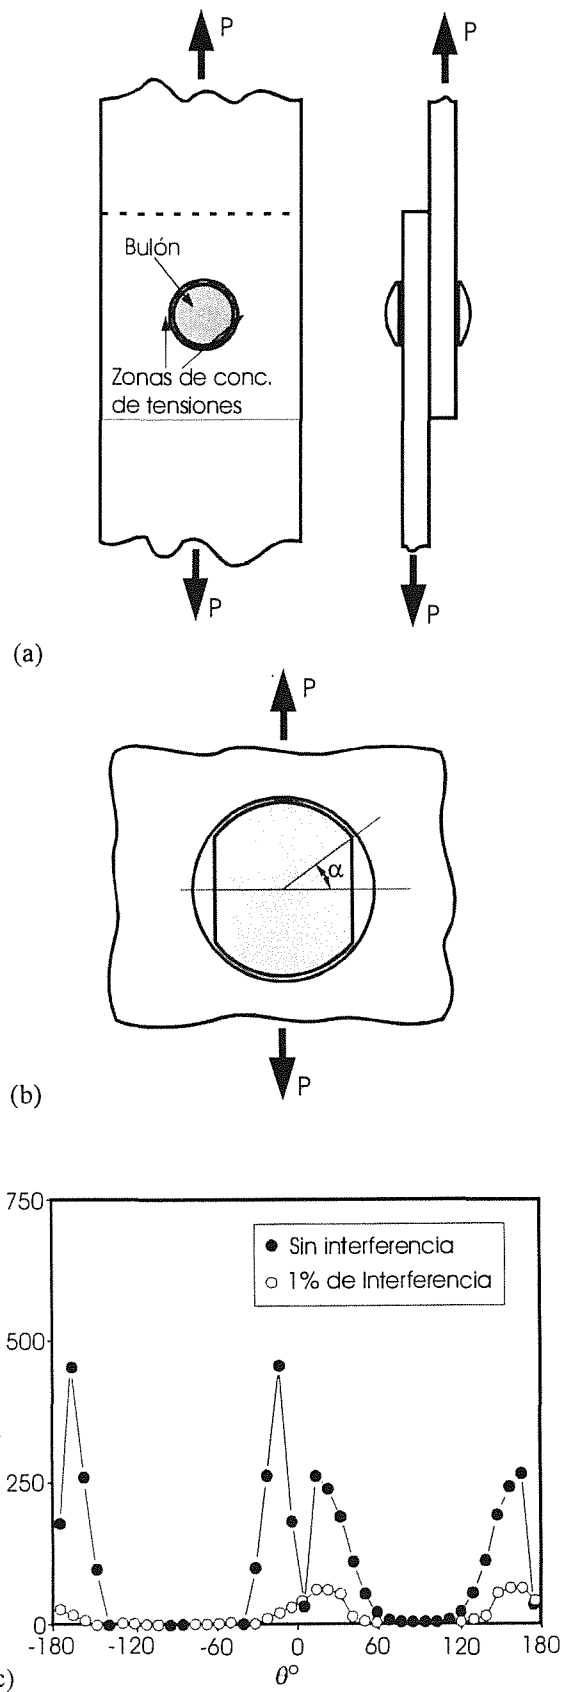 P
P
Bulón
Zonas de conc.
de tensiones
P
P
(a)
P
α
P
(b)
750
500
250
0
Sin interferencia
1% de Interferencia
-180
-120
-60
0
60
120
180
θº
c)